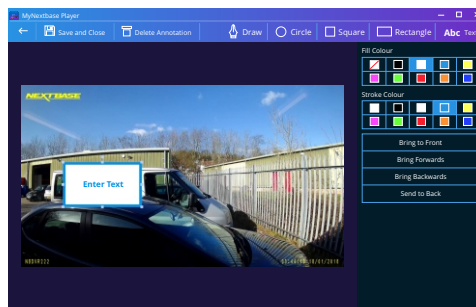 MyNextbase Player
Save and Close
Delete Annotation
Draw
Circle
Square
Rectangle
Abc Tex
Fill Colour
NEXTBASE
Stroke Colour
Bring to Front
Bring Forwards
Enter Text
Bring Backwards
Send to Back